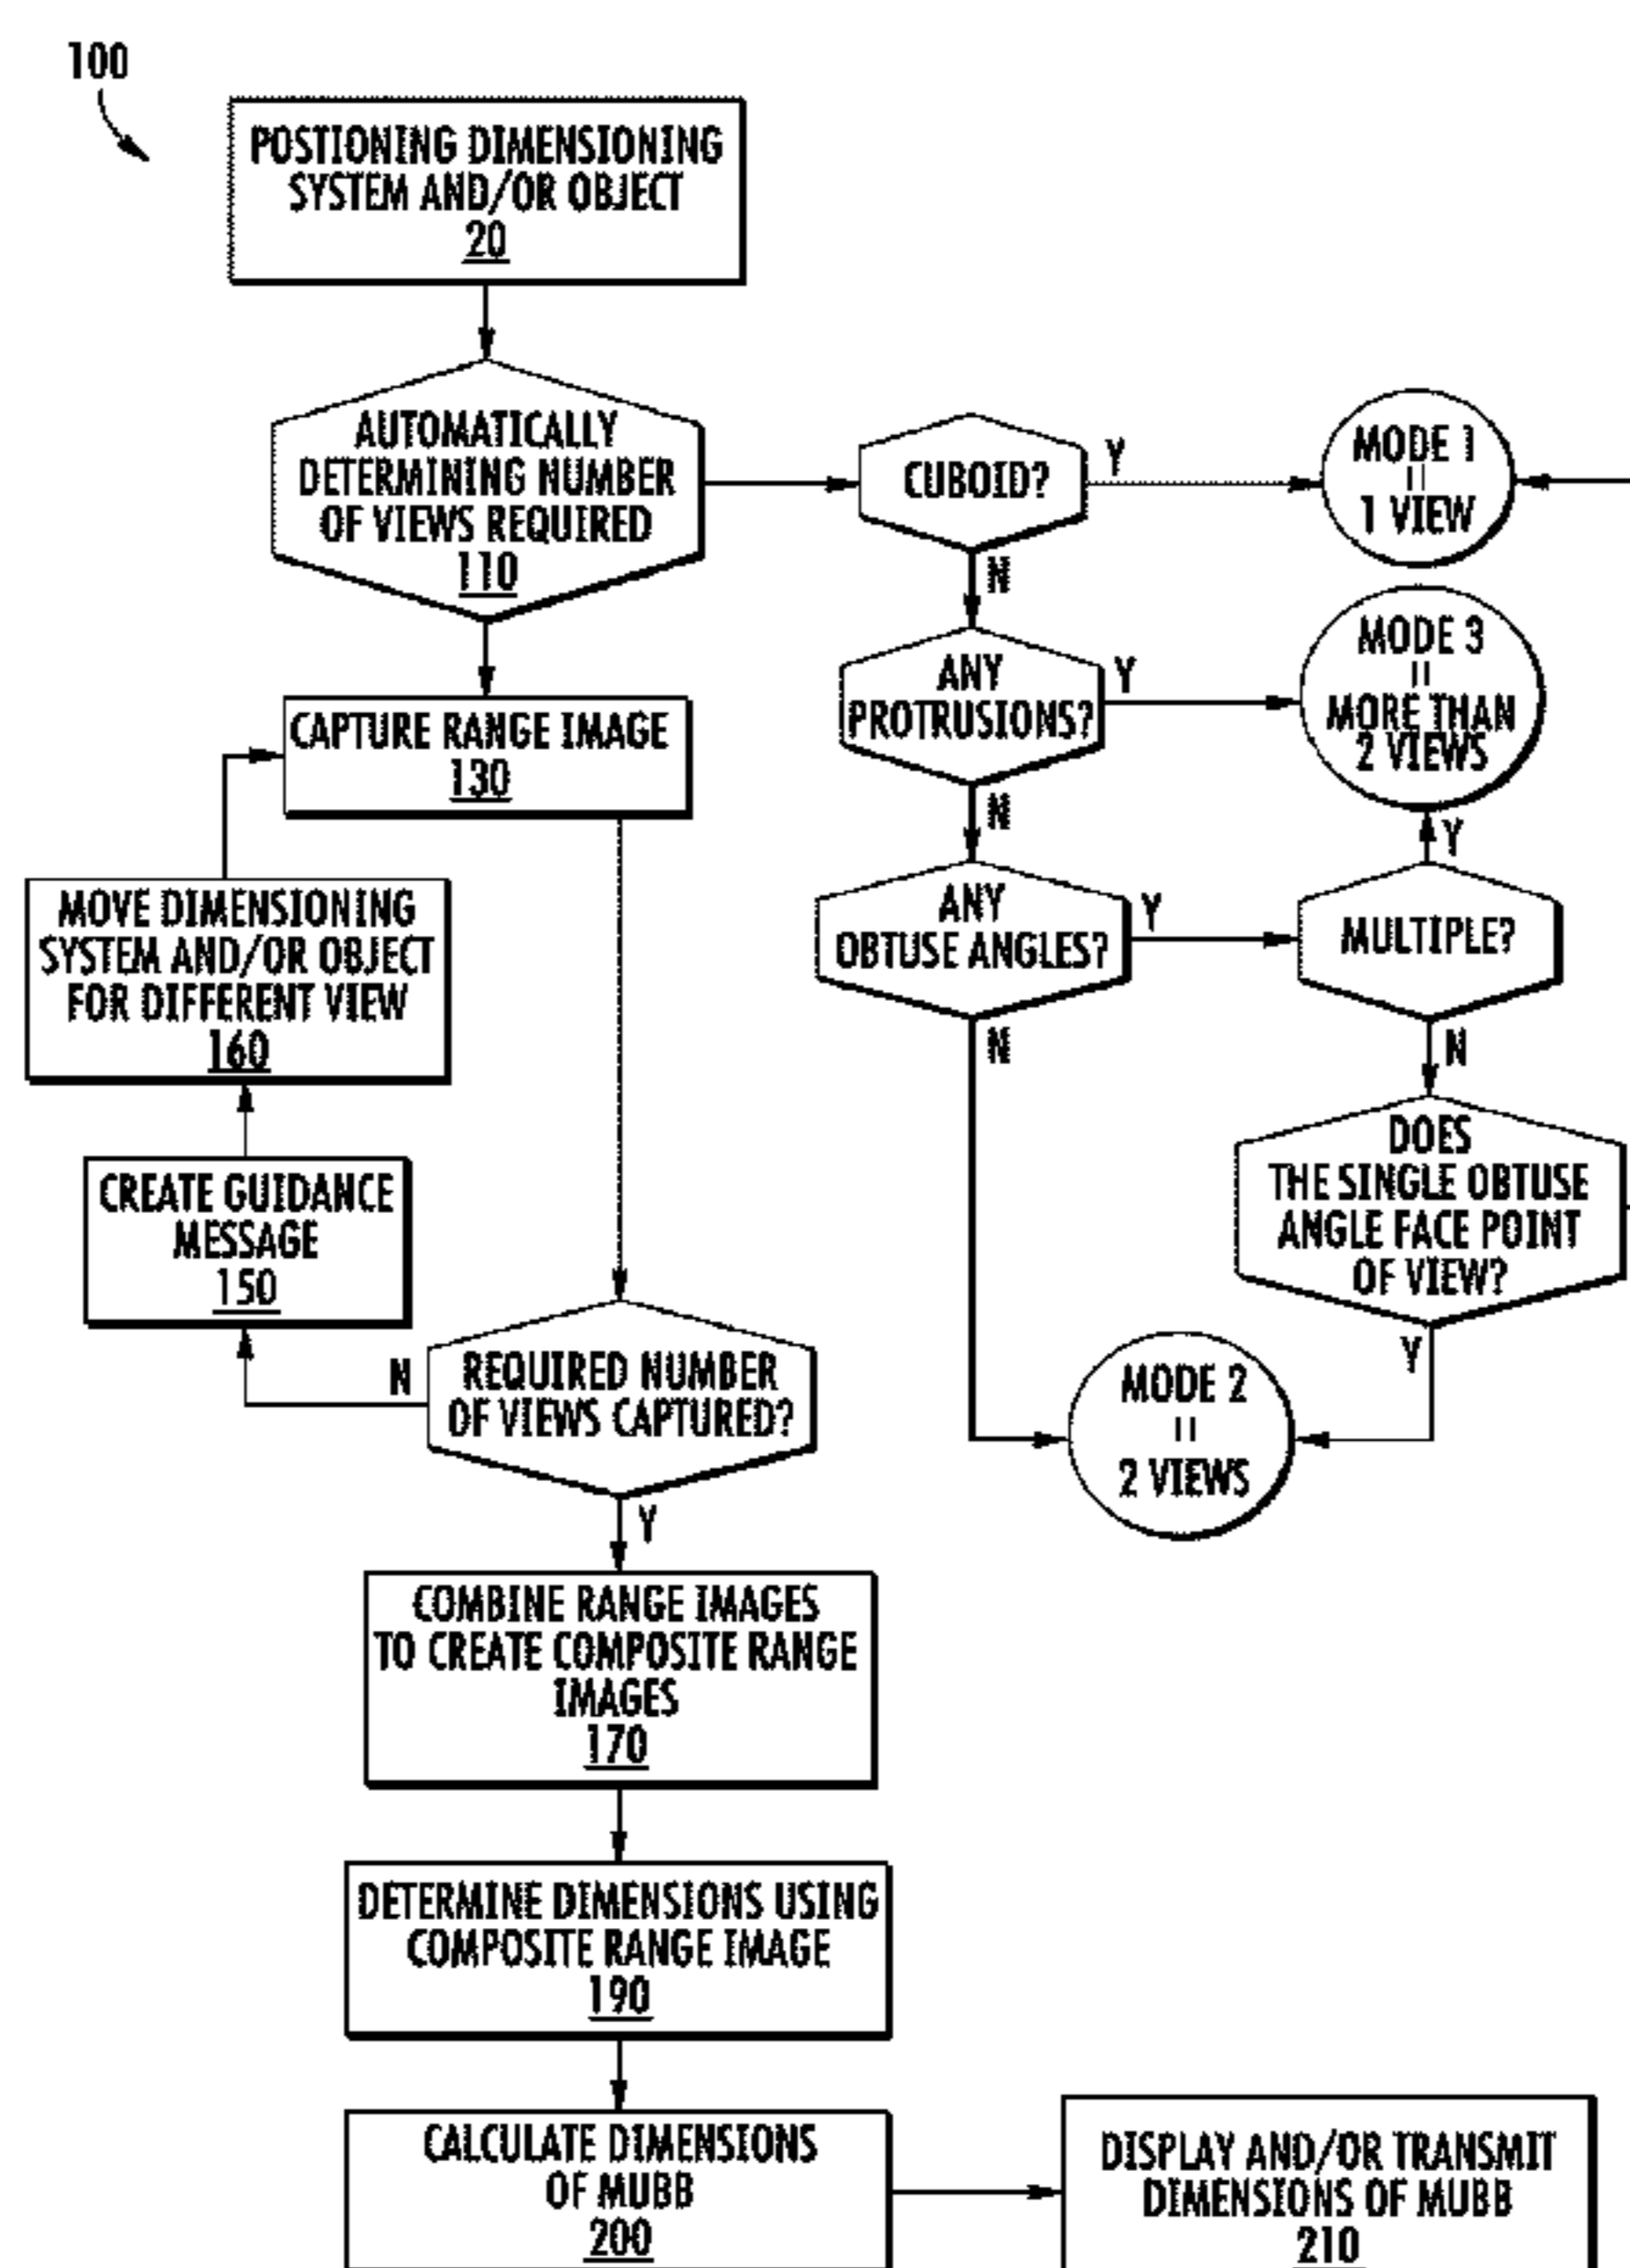 100
POSTIONING DIMENSIONING
SYSTEM AND/OR OBJECT
20
AUTOMATICALLY
DETERMINING NUMBER
OF VIEWS REQUIRED
110
CUBOID?
Y
MODE 1
=
1 VIEW
N
ANY
PROTRUSIONS?
Y
MODE 3
=
MORE THAN
2 VIEWS
N
ANY
OBTUSE ANGLES?
Y
MULTIPLE?
Y
N
N
DOES
THE SINGLE OBTUSE
ANGLE FACE POINT
OF VIEW?
Y
MODE 2
=
2 VIEWS
CAPTURE RANGE IMAGE
130
MOVE DIMENSIONING
SYSTEM AND/OR OBJECT
FOR DIFFERENT VIEW
160
CREATE GUIDANCE
MESSAGE
150
N
REQUIRED NUMBER
OF VIEWS CAPTURED?
Y
COMBINE RANGE IMAGES
TO CREATE COMPOSITE RANGE
IMAGES
170
DETERMINE DIMENSIONS USING
COMPOSITE RANGE IMAGE
190
CALCULATE DIMENSIONS
OF MUBB
200
DISPLAY AND/OR TRANSMIT
DIMENSIONS OF MUBB
210